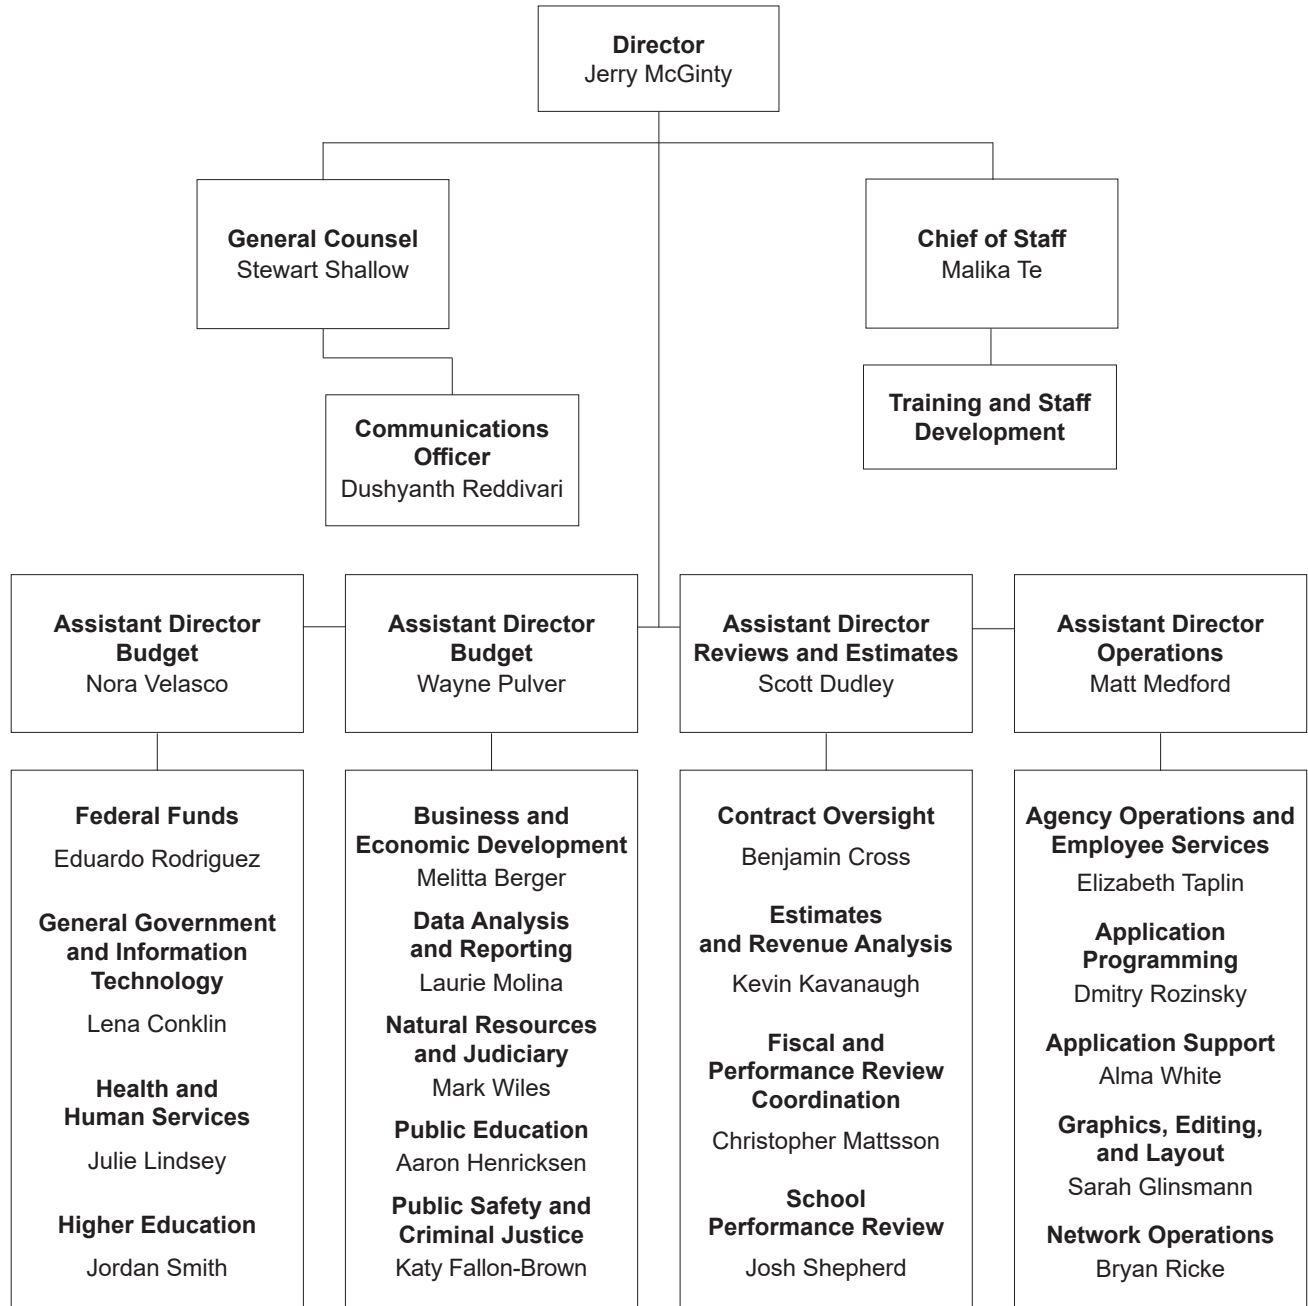 Director
Jerry McGinty
General Counsel
Stewart Shallow
Chief of Staff
Malika Te
Communications
Officer
Dushyanth Reddivari
Training and Staff
Development
Assistant Director
Budget
Nora Velasco
Assistant Director
Budget
Wayne Pulver
Assistant Director
Reviews and Estimates
Scott Dudley
Assistant Director
Operations
Matt Medford
Federal Funds
Eduardo Rodriguez
General Government
and Information
Technology
Lena Conklin
Health and
Human Services
Julie Lindsey
Higher Education
Jordan Smith
Business and
Economic Development
Melitta Berger
Data Analysis
and Reporting
Laurie Molina
Natural Resources
and Judiciary
Mark Wiles
Public Education
Aaron Henricksen
Public Safety and
Criminal Justice
Katy Fallon-Brown
Contract Oversight
Benjamin Cross
Estimates
and Revenue Analysis
Kevin Kavanaugh
Fiscal and
Performance Review
Coordination
Christopher Mattsson
School
Performance Review
Josh Shepherd
Agency Operations and
Employee Services
Elizabeth Taplin
Application
Programming
Dmitry Rozinsky
Application Support
Alma White
Graphics, Editing,
and Layout
Sarah Glinsmann
Network Operations
Bryan Ricke